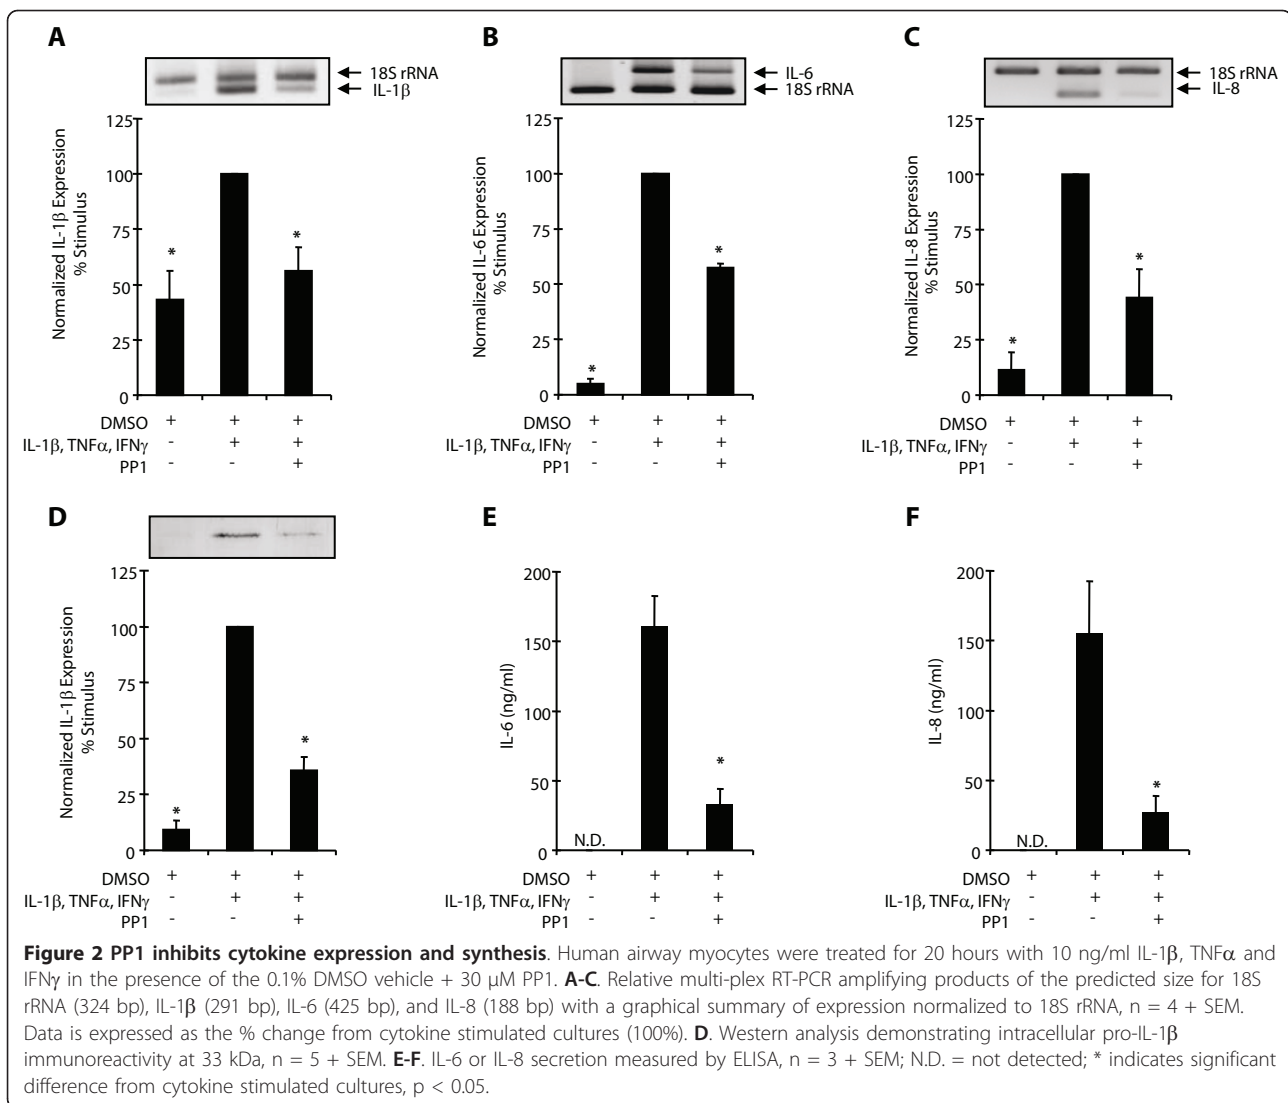 A
18S rRNA
IL-1β
125
100
75
50
25
0
Normalized IL-1β Expression
% Stimulus
*
*
DMSO + + +
IL-1β, TNFα, IFNγ - + +
PP1 - - +
B
IL-6
18S rRNA
125
100
75
50
25
0
Normalized IL-6 Expression
% Stimulus
*
*
DMSO + + +
IL-1β, TNFα, IFNγ - + +
PP1 - - +
C
18S rRNA
IL-8
125
100
75
50
25
0
Normalized IL-8 Expression
% Stimulus
*
*
DMSO + + +
IL-1β, TNFα, IFNγ - + +
PP1 - - +
D
125
100
75
50
25
0
Normalized IL-1β Expression
% Stimulus
*
*
DMSO + + +
IL-1β, TNFα, IFNγ - + +
PP1 - - +
E
200
150
100
50
0
IL-6 (ng/ml)
N.D.
*
DMSO + + +
IL-1β, TNFα, IFNγ - + +
PP1 - - +
F
200
150
100
50
0
IL-8 (ng/ml)
N.D.
*
DMSO + + +
IL-1β, TNFα, IFNγ - + +
PP1 - - +
Figure 2 PP1 inhibits cytokine expression and synthesis. Human airway myocytes were treated for 20 hours with 10 ng/ml IL-1β, TNFα and
IFNγ in the presence of the 0.1% DMSO vehicle + 30 μM PP1. A-C. Relative multi-plex RT-PCR amplifying products of the predicted size for 18S
rRNA (324 bp), IL-1β (291 bp), IL-6 (425 bp), and IL-8 (188 bp) with a graphical summary of expression normalized to 18S rRNA, n = 4 + SEM.
Data is expressed as the % change from cytokine stimulated cultures (100%). D. Western analysis demonstrating intracellular pro-IL-1β
immunoreactivity at 33 kDa, n = 5 + SEM. E-F. IL-6 or IL-8 secretion measured by ELISA, n = 3 + SEM; N.D. = not detected; * indicates significant
difference from cytokine stimulated cultures, p < 0.05.